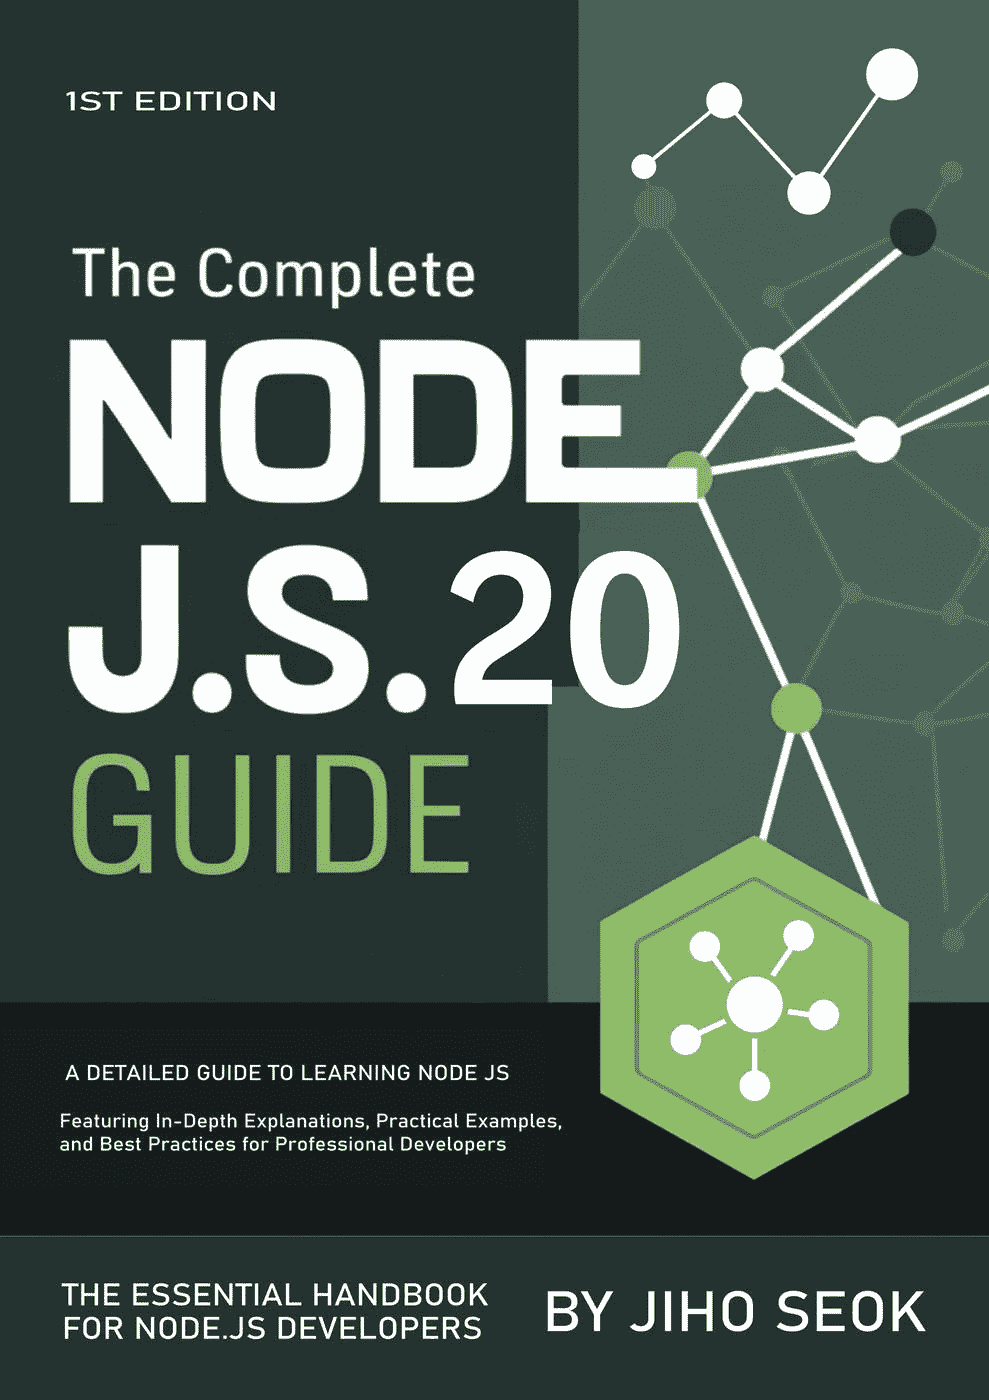 1ST EDITION
The Complete
NODE
J.S.20
GUIDE
A DETAILED GUIDE TO LEARNING NODE JS
Featuring In-Depth Explanations, Practical Examples,
and Best Practices for Professional Developers
THE ESSENTIAL HANDBOOK
FOR NODE.JS DEVELOPERS
BY JIHO SEOK